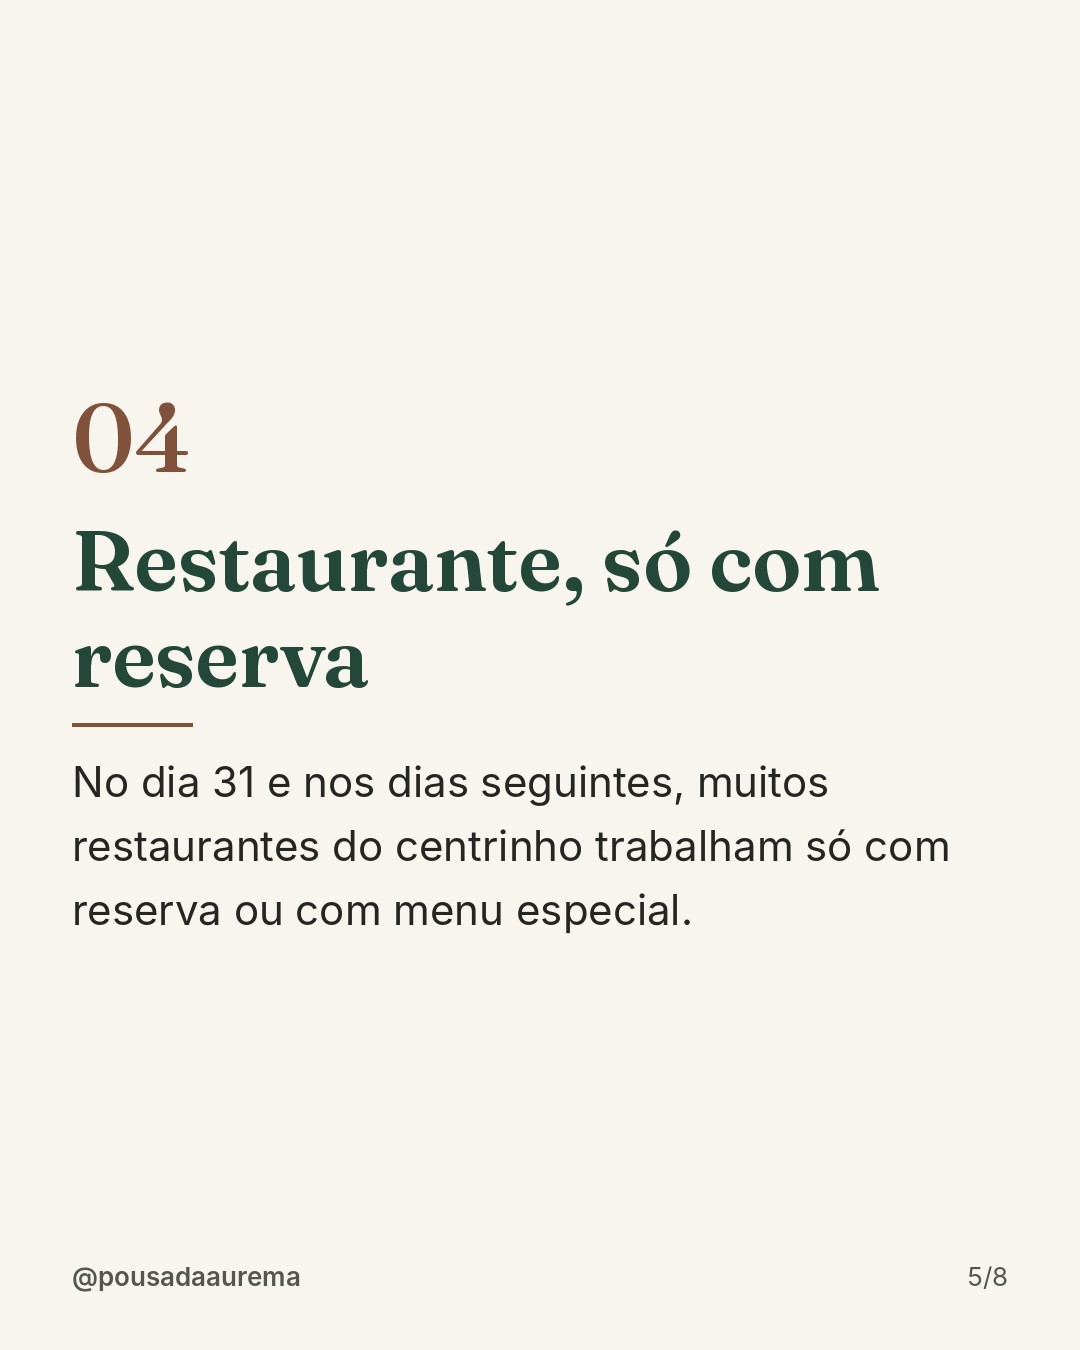 04
Restaurante, só com
reserva
No dia 31 e nos dias seguintes, muitos
restaurantes do centrinho trabalham só com
reserva ou com menu especial.
@pousadaaurema
5/8